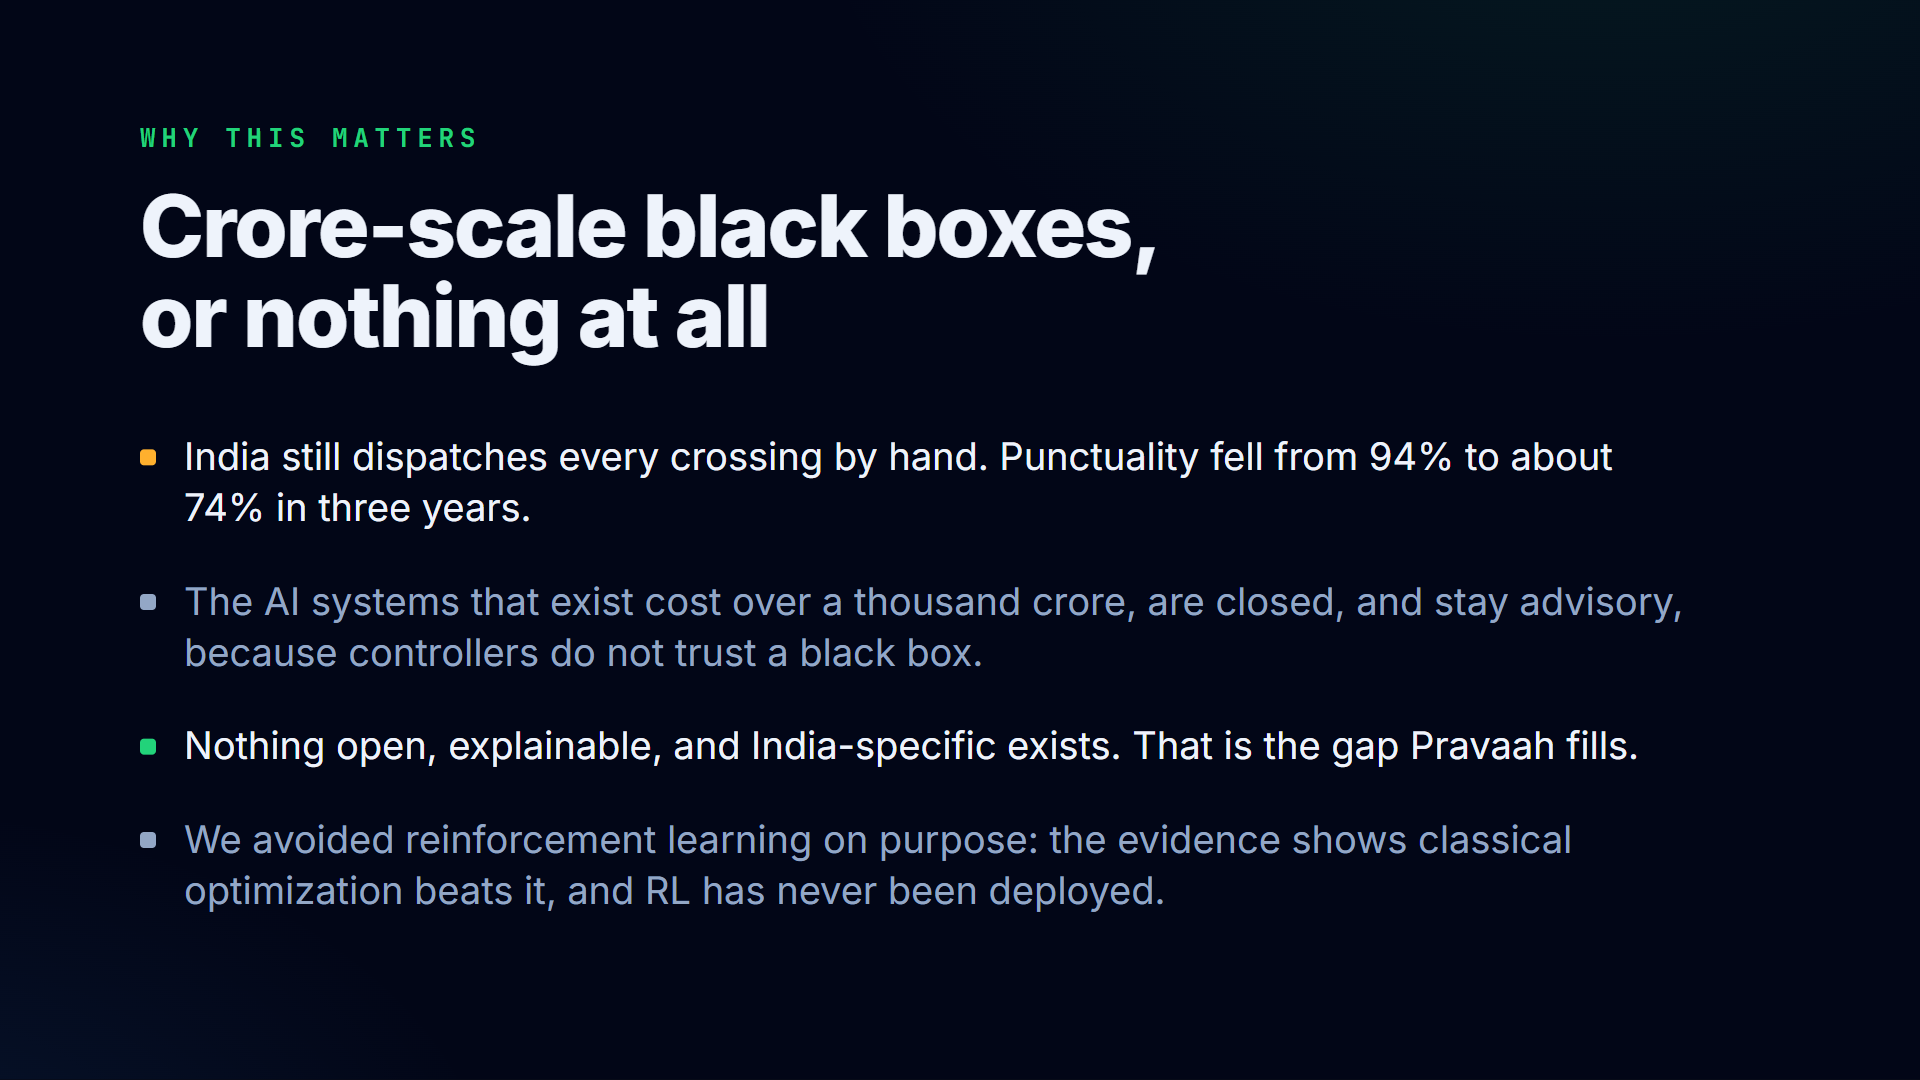 WHY THIS MATTERS
Crore-scale black boxes,
or nothing at all
India still dispatches every crossing by hand. Punctuality fell from 94% to about
74% in three years.
The AI systems that exist cost over a thousand crore, are closed, and stay advisory,
because controllers do not trust a black box.
Nothing open, explainable, and India-specific exists. That is the gap Pravaah fills.
We avoided reinforcement learning on purpose: the evidence shows classical
optimization beats it, and RL has never been deployed.